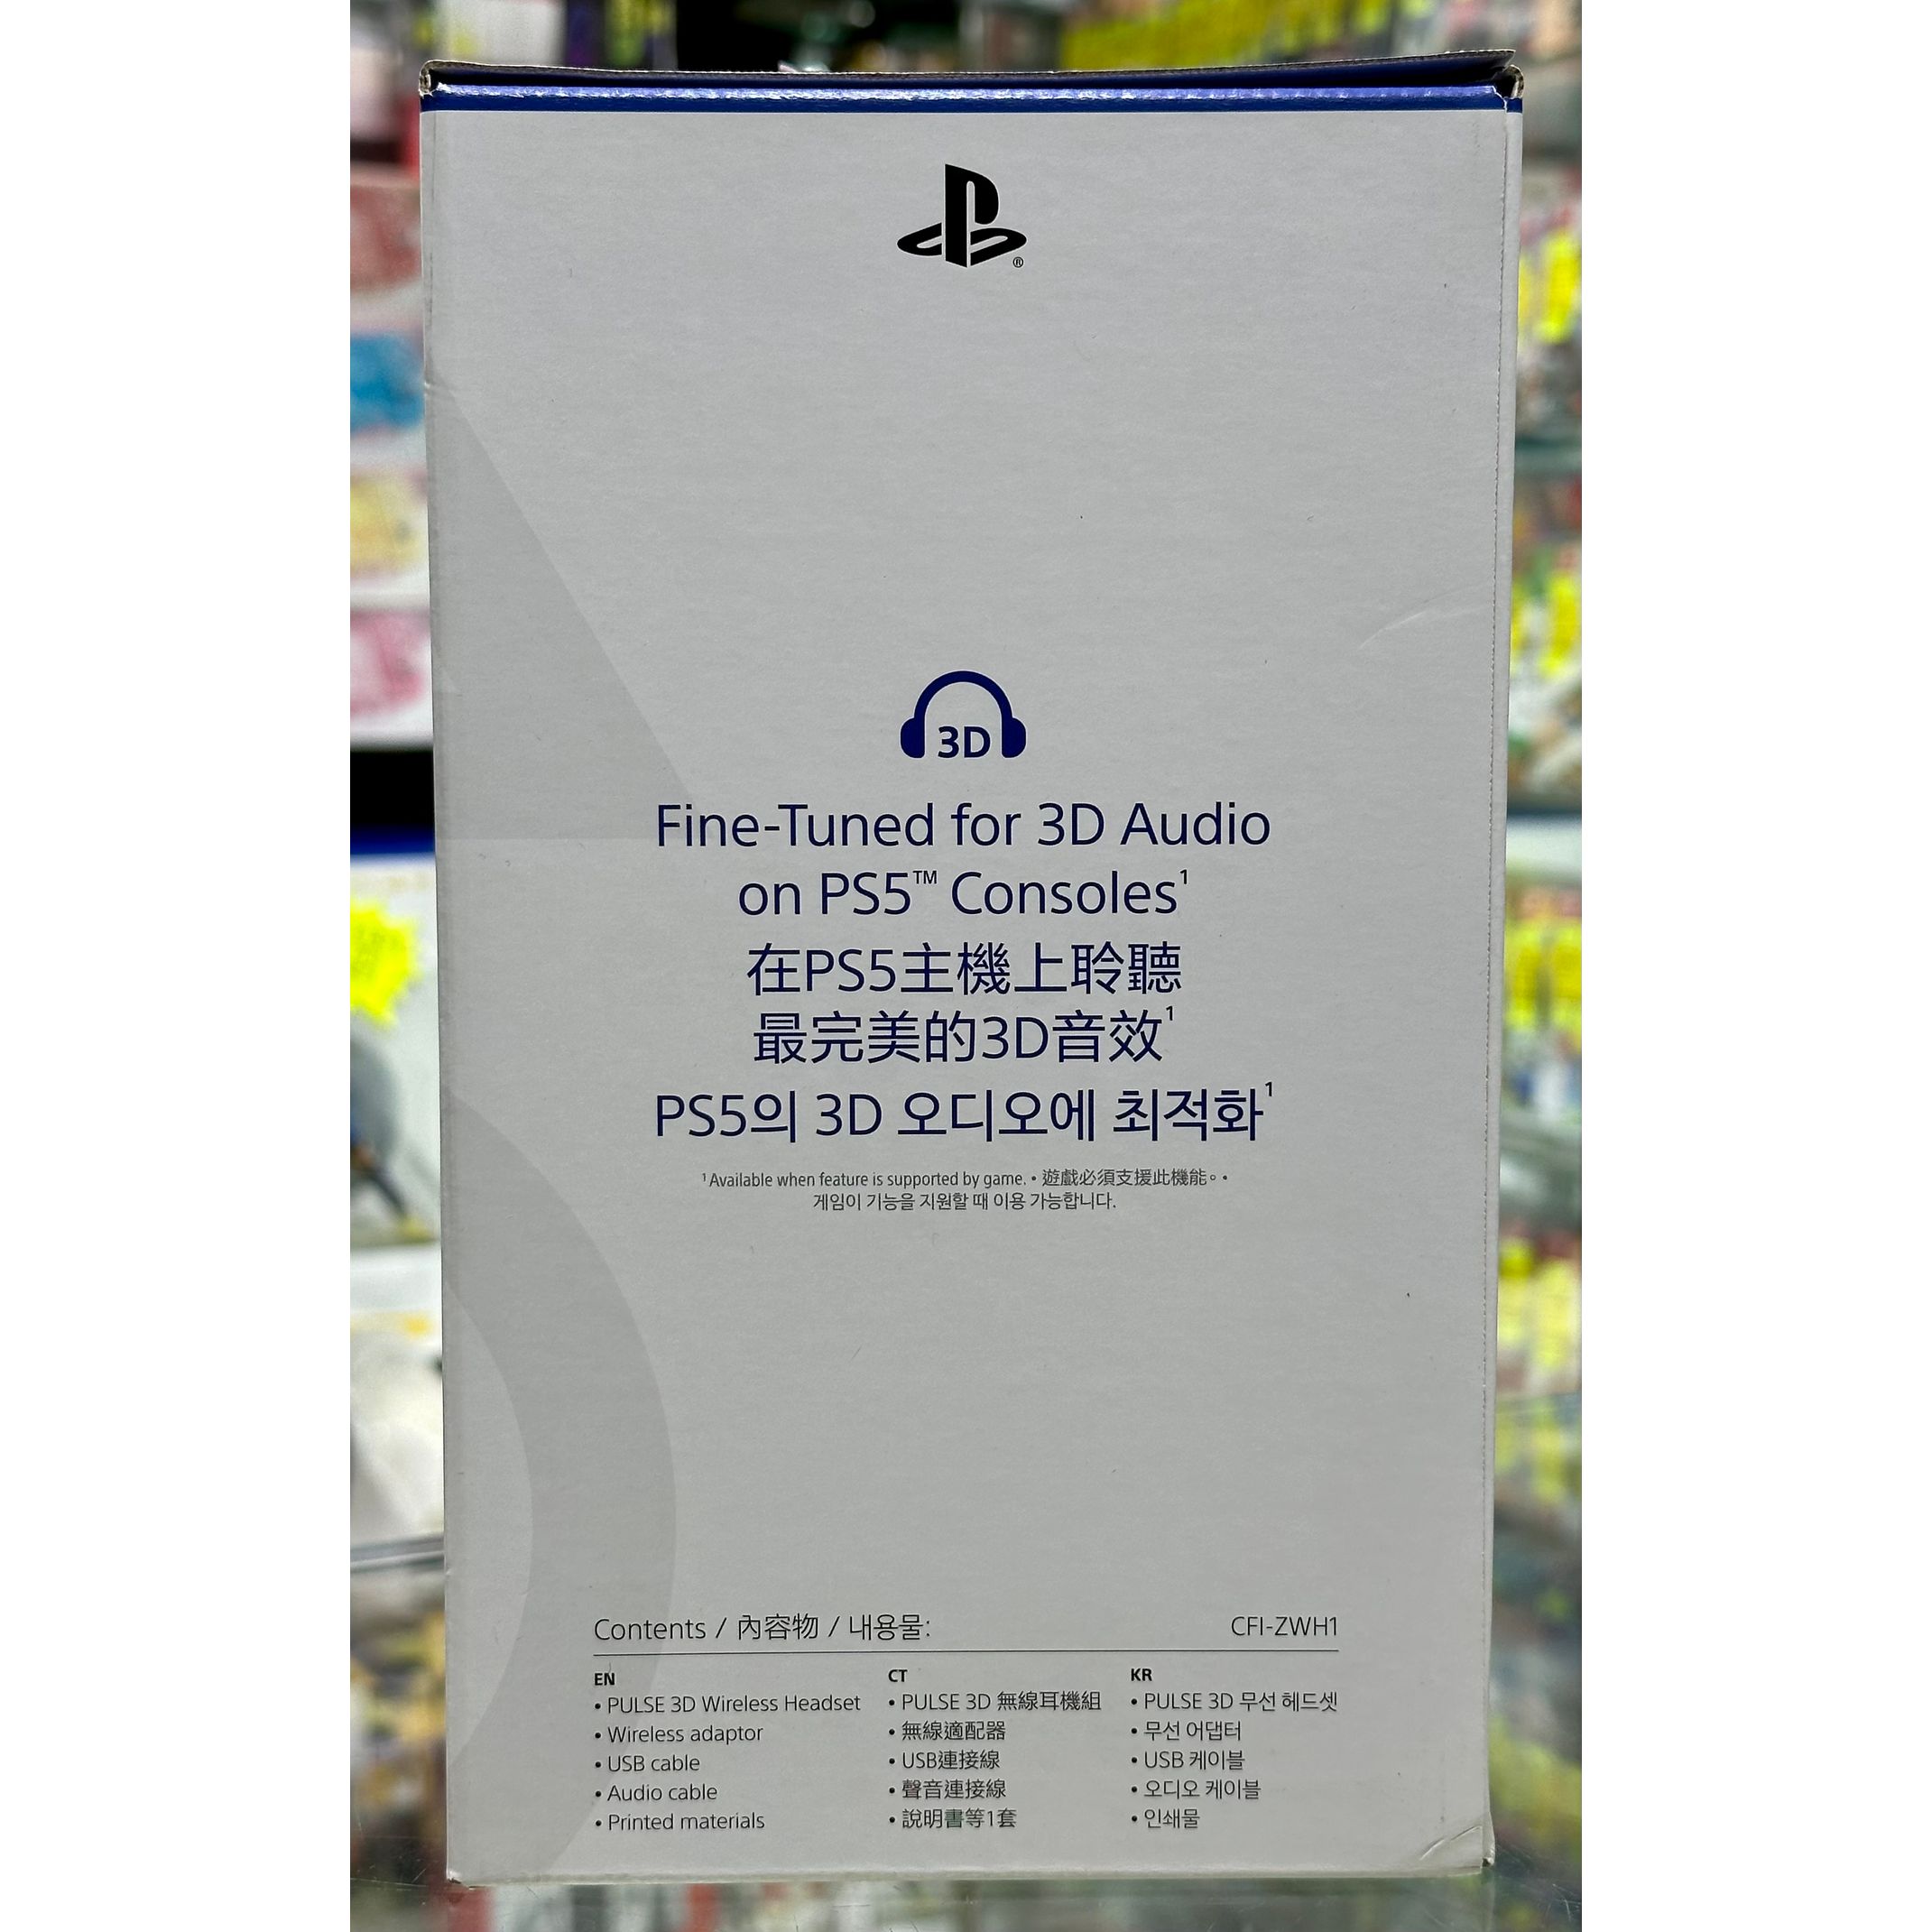 Fine-Tuned for 3D Audio
on PS5™ Consoles¹
在PS5主機上聆聽
最完美的3D音效¹
PS5의 3D 오디오에 최적화¹
¹ Available when feature is supported by game. • 遊戲必須支援此機能。•
게임이 기능을 지원할 때 이용 가능합니다.
Contents / 內容物 / 내용물:
CFI-ZWH1
EN
• PULSE 3D Wireless Headset
• Wireless adaptor
• USB cable
• Audio cable
• Printed materials
CT
• PULSE 3D 無線耳機組
• 無線適配器
• USB連接線
• 聲音連接線
• 說明書等1套
KR
• PULSE 3D 무선 헤드셋
• 무선 어댑터
• USB 케이블
• 오디오 케이블
• 인쇄물
3D